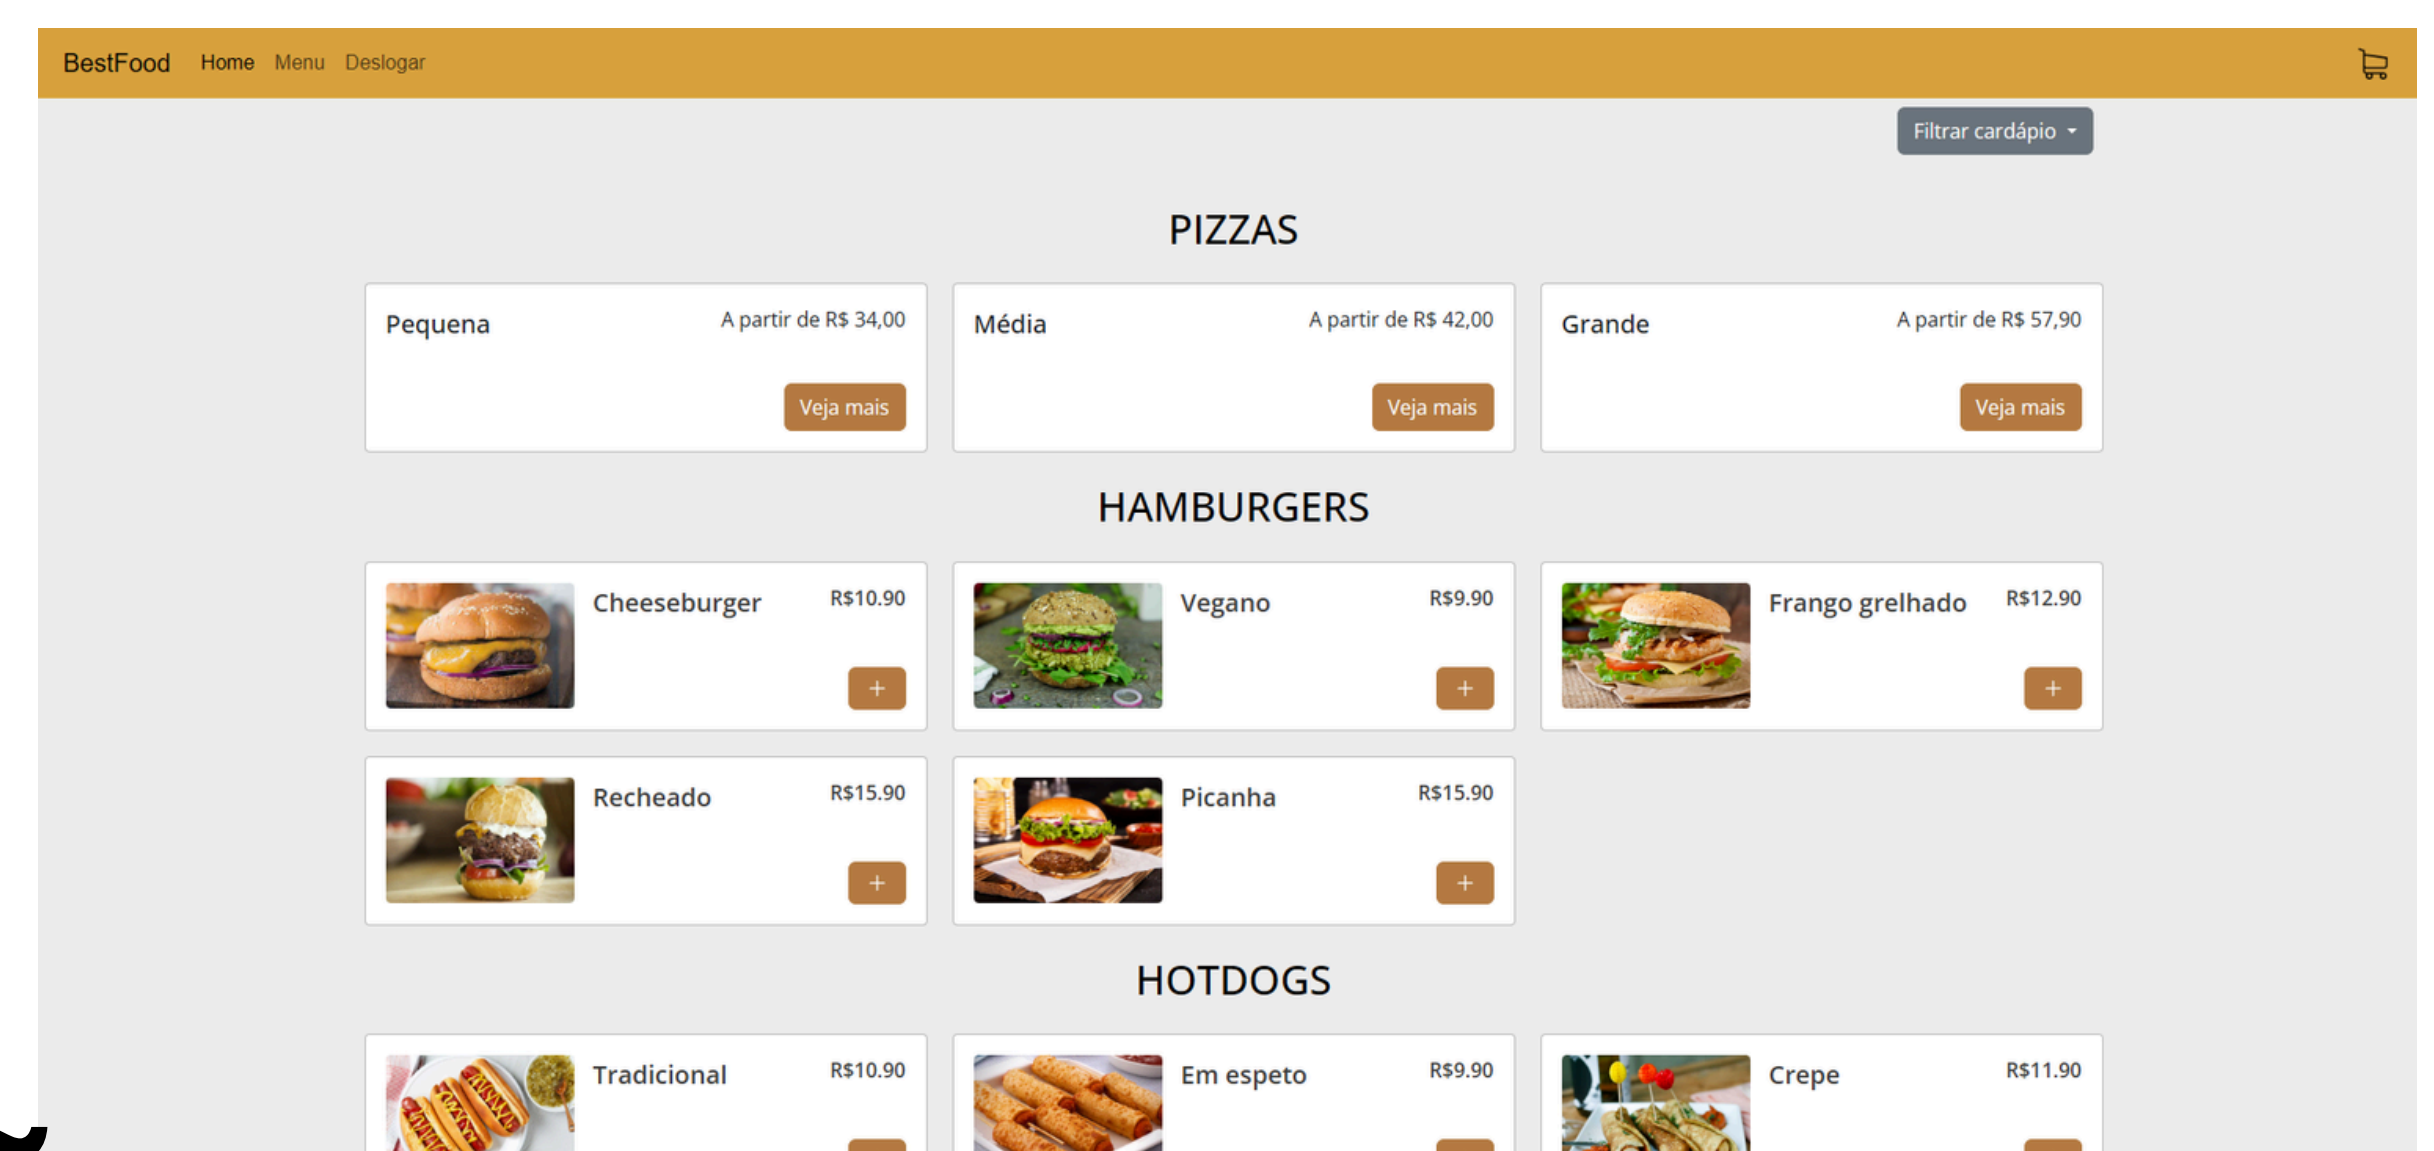 BestFood Home Menu Deslogar
Filtrar cardápio
PIZZAS
Pequena A partir de R$ 34,00
Veja mais
Média A partir de R$ 42,00
Veja mais
Grande A partir de R$ 57,90
Veja mais
HAMBURGERS
Cheeseburger R$10.90
+
Vegano R$9.90
+
Frango grelhado R$12.90
+
Recheado R$15.90
+
Picanha R$15.90
+
HOTDOGS
Tradicional R$10.90
Em espeto R$9.90
Crepe R$11.90